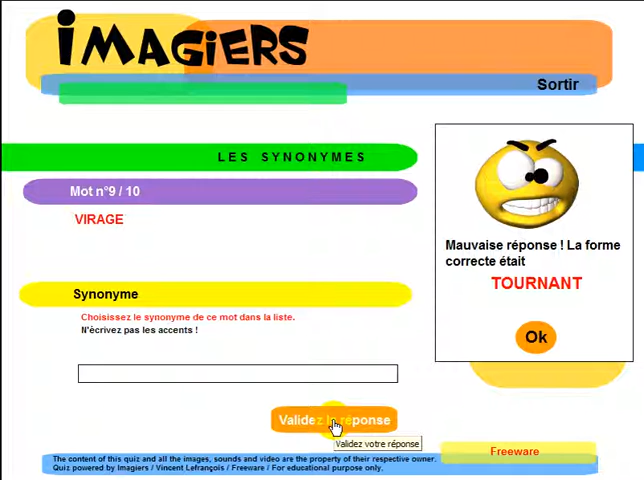 iMAGiERS
Sortir
LES SYNONYMES
Mot n°9 / 10
VIRAGE
Mauvaise réponse ! La forme
correcte était
TOURNANT
Ok
Synonyme
Choisissez le synonyme de ce mot dans la liste.
N'écrivez pas les accents !
Validez la réponse
Validez votre réponse
Freeware
The content of this quiz and all the images, sounds and video are the property of their respective owner.
Quiz powered by Imagiers / Vincent Lefrançois / Freeware / For educational purpose only.